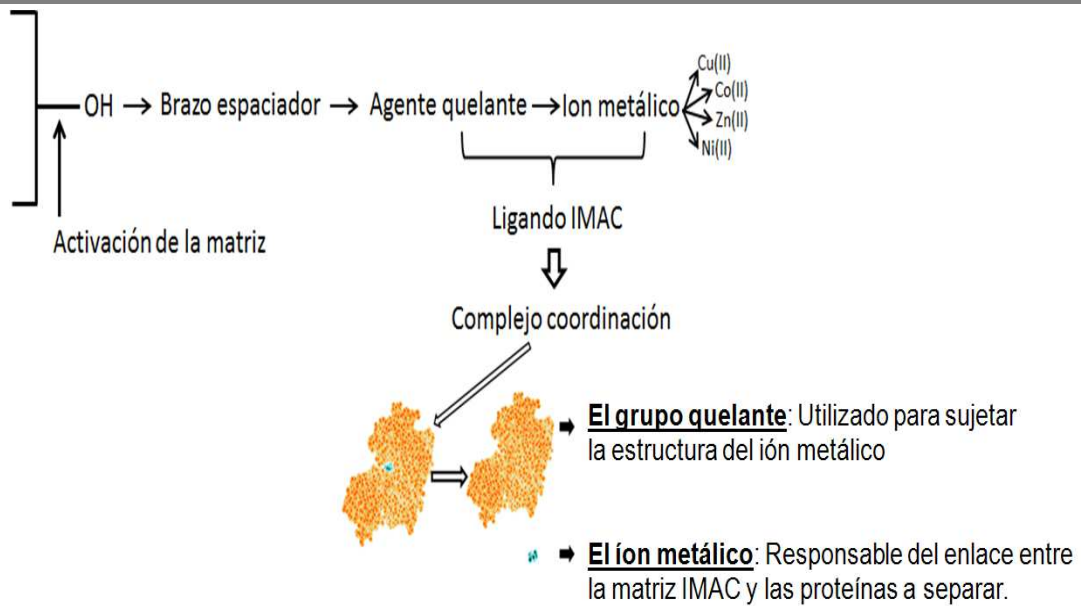 Cu(II)
Co(II)
OH → Brazo espaciador → Agente quelante → Ion metálico
Zn(II)
Ni(II)
Ligando IMAC
Activación de la matriz
Complejo coordinación
El grupo quelante: Utilizado para sujetar
la estructura del ión metálico
El íon metálico: Responsable del enlace entre
la matriz IMAC y las proteínas a separar.